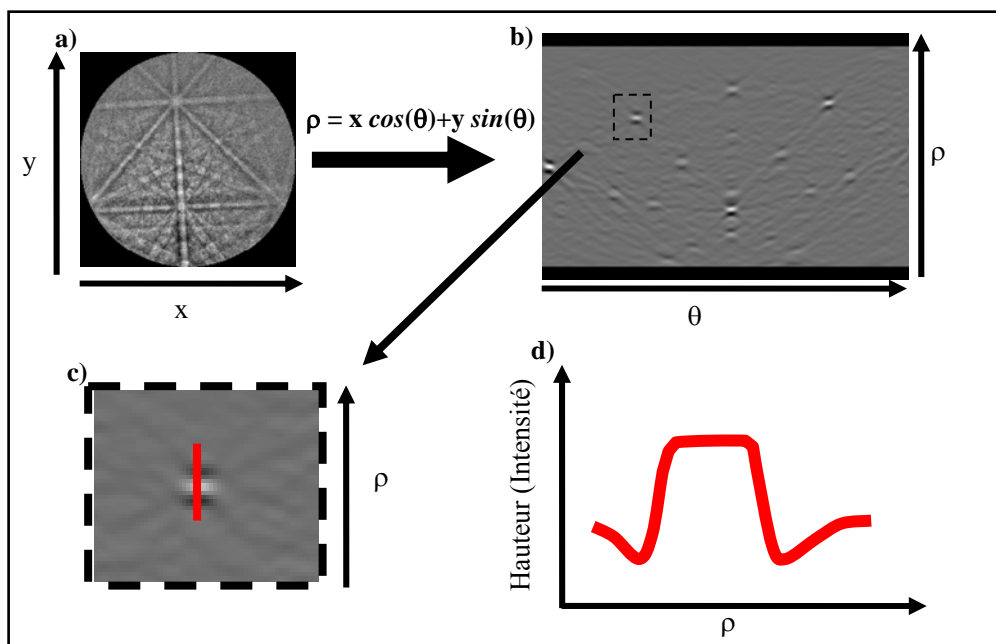 a)
y
x
ρ = x cos(θ)+y sin(θ)
b)
ρ
θ
c)
ρ
d)
Hauteur (Intensité)
ρ